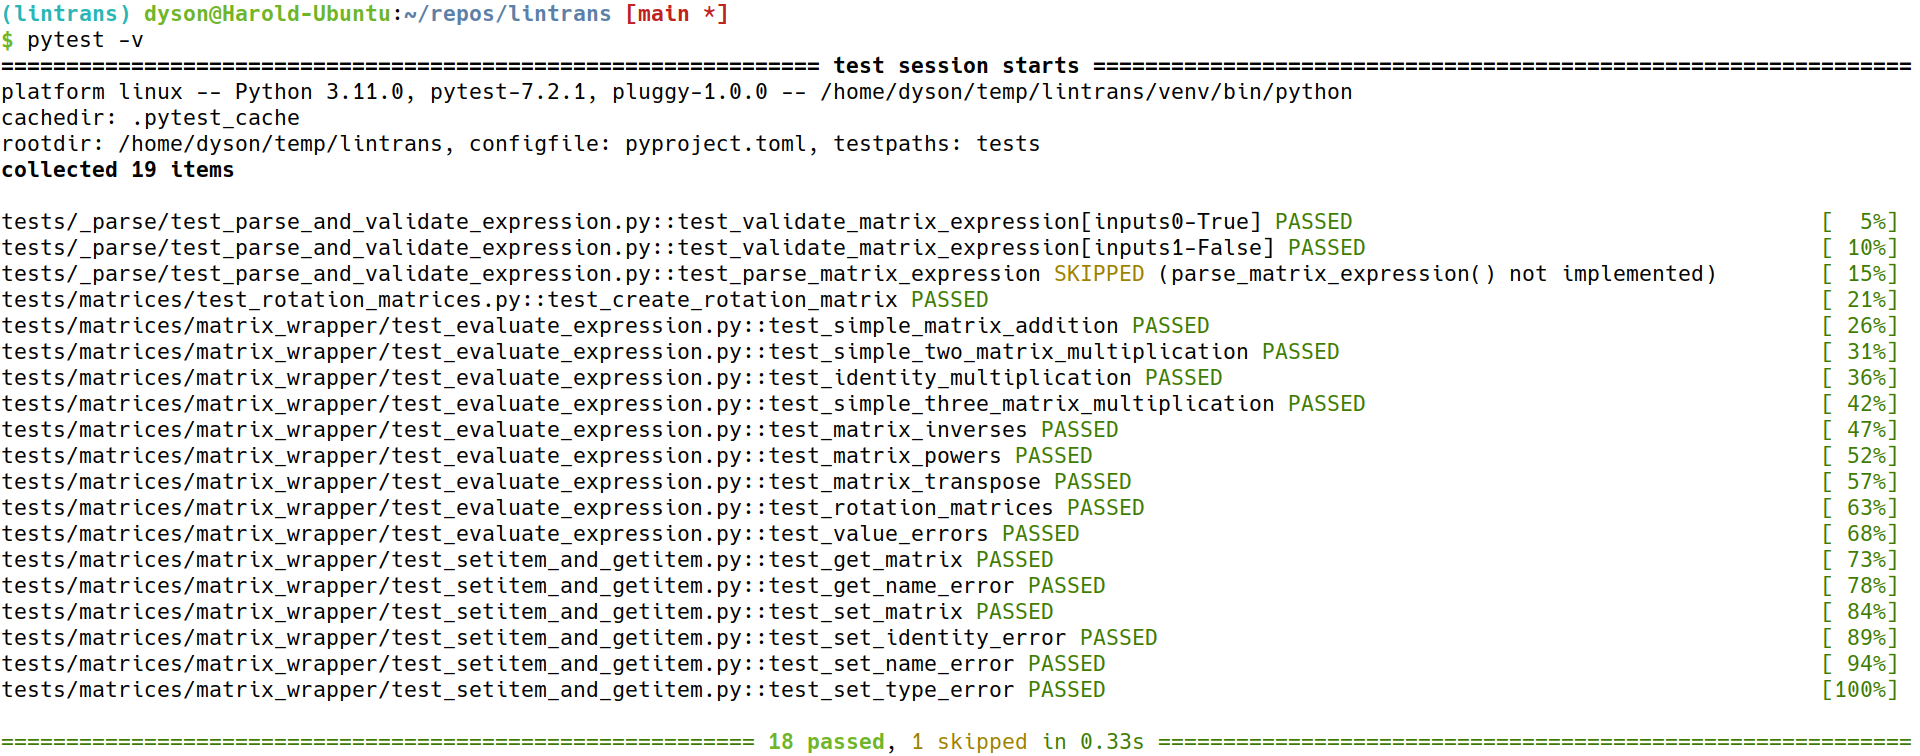 (lintrans) dyson@Harold-Ubuntu:~/repos/lintrans [main *]
$ pytest -v
=============================================================== test session starts ===============================================================
platform linux -- Python 3.11.0, pytest-7.2.1, pluggy-1.0.0 -- /home/dyson/temp/lintrans/venv/bin/python
cachedir: .pytest_cache
rootdir: /home/dyson/temp/lintrans, configfile: pyproject.toml, testpaths: tests
collected 19 items

tests/_parse/test_parse_and_validate_expression.py::test_validate_matrix_expression[inputs0-True] PASSED [  5%]
tests/_parse/test_parse_and_validate_expression.py::test_validate_matrix_expression[inputs1-False] PASSED [ 10%]
tests/_parse/test_parse_and_validate_expression.py::test_parse_matrix_expression SKIPPED (parse_matrix_expression() not implemented) [ 15%]
tests/matrices/test_rotation_matrices.py::test_create_rotation_matrix PASSED [ 21%]
tests/matrices/matrix_wrapper/test_evaluate_expression.py::test_simple_matrix_addition PASSED [ 26%]
tests/matrices/matrix_wrapper/test_evaluate_expression.py::test_simple_two_matrix_multiplication PASSED [ 31%]
tests/matrices/matrix_wrapper/test_evaluate_expression.py::test_identity_multiplication PASSED [ 36%]
tests/matrices/matrix_wrapper/test_evaluate_expression.py::test_simple_three_matrix_multiplication PASSED [ 42%]
tests/matrices/matrix_wrapper/test_evaluate_expression.py::test_matrix_inverses PASSED [ 47%]
tests/matrices/matrix_wrapper/test_evaluate_expression.py::test_matrix_powers PASSED [ 52%]
tests/matrices/matrix_wrapper/test_evaluate_expression.py::test_matrix_transpose PASSED [ 57%]
tests/matrices/matrix_wrapper/test_evaluate_expression.py::test_rotation_matrices PASSED [ 63%]
tests/matrices/matrix_wrapper/test_evaluate_expression.py::test_value_errors PASSED [ 68%]
tests/matrices/matrix_wrapper/test_setitem_and_getitem.py::test_get_matrix PASSED [ 73%]
tests/matrices/matrix_wrapper/test_setitem_and_getitem.py::test_get_name_error PASSED [ 78%]
tests/matrices/matrix_wrapper/test_setitem_and_getitem.py::test_set_matrix PASSED [ 84%]
tests/matrices/matrix_wrapper/test_setitem_and_getitem.py::test_set_identity_error PASSED [ 89%]
tests/matrices/matrix_wrapper/test_setitem_and_getitem.py::test_set_name_error PASSED [ 94%]
tests/matrices/matrix_wrapper/test_setitem_and_getitem.py::test_set_type_error PASSED [100%]

========================================================== 18 passed, 1 skipped in 0.33s ==========================================================